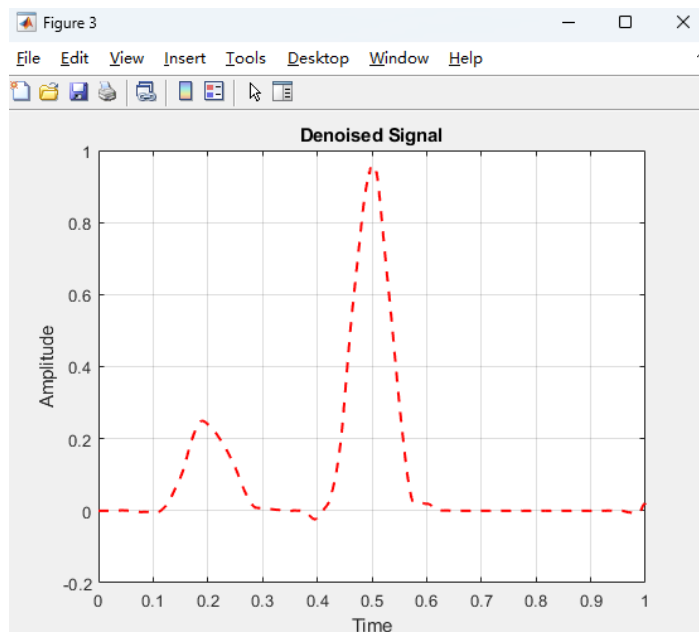 Figure 3
File Edit View Insert Tools Desktop Window Help
Denoised Signal
1
0.8
0.6
0.4
0.2
0
-0.2
Amplitude
0 0.1 0.2 0.3 0.4 0.5 0.6 0.7 0.8 0.9 1
Time